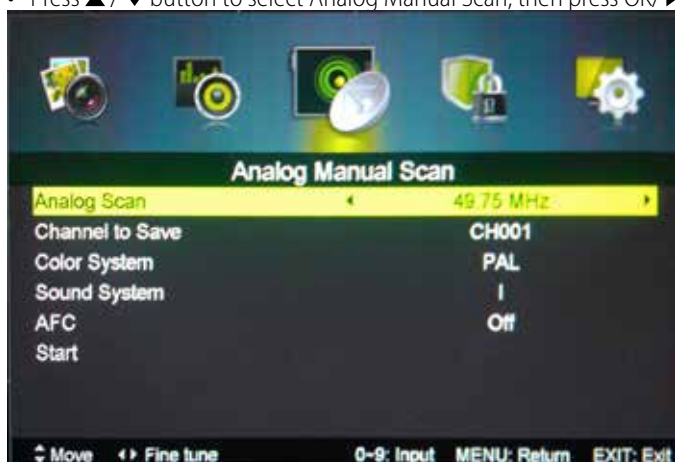 • Press ▲ / ▼ button to select Analog Manual Scan, then press OK/ ▶
Analog Manual Scan
Analog Scan ◂ 49.75 MHz ▸
Channel to Save CH001
Color System PAL
Sound System I
AFC Off
Start
Move Fine tune 0~9: Input MENU: Return EXIT: Exit